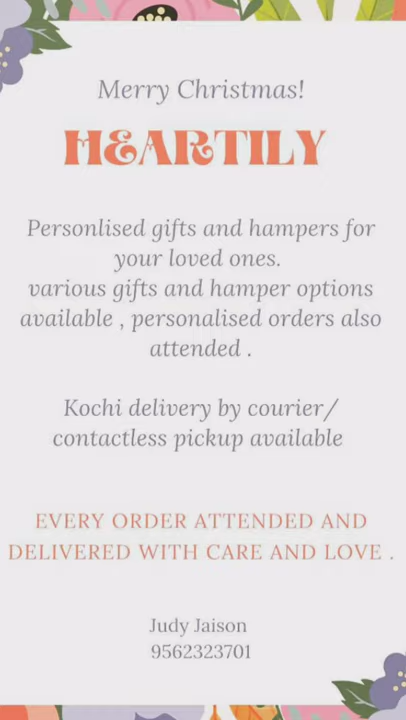 Merry Christmas!
HEARTILY
Personlised gifts and hampers for
your loved ones.
various gifts and hamper options
available , personalised orders also
attended .
Kochi delivery by courier/
contactless pickup available
EVERY ORDER ATTENDED AND
DELIVERED WITH CARE AND LOVE .
Judy Jaison
9562323701